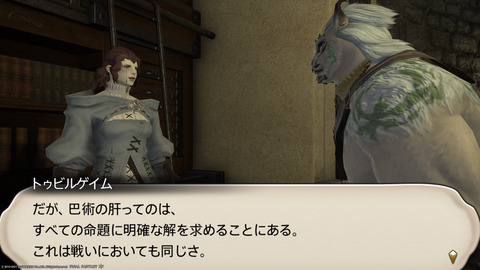 トゥビルゲイム
だが、巴術の肝ってのは、
すべての命題に明確な解を求めることにある。
これは戦いにおいても同じさ。